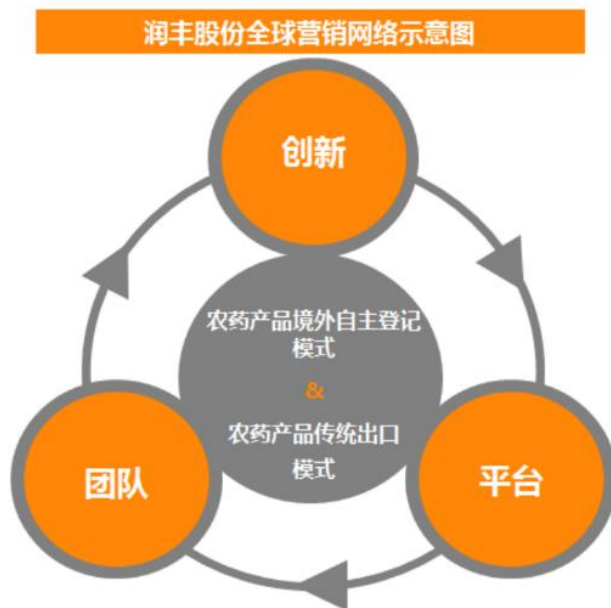 润丰股份全球营销网络示意图
创新
农药产品境外自主登记
模式
&
农药产品传统出口
模式
团队
平台